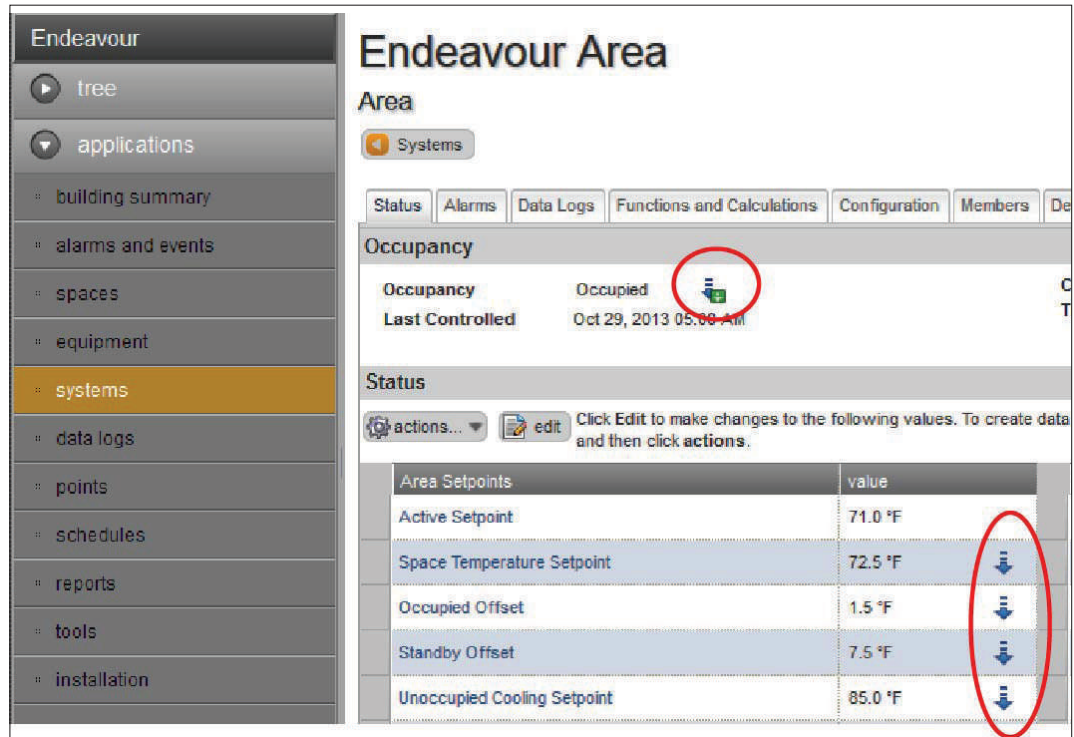 Endeavour
tree
applications
building summary
alarms and events
spaces
equipment
systems
data logs
points
schedules
reports
tools
installation
Endeavour Area
Area
Systems
Status Alarms Data Logs Functions and Calculations Configuration Members De
Occupancy
Occupancy Occupied C
Last Controlled Oct 29, 2013 05:00 AM T
Status
actions... edit Click Edit to make changes to the following values. To create data
and then click actions.
Area Setpoints value
Active Setpoint 71.0 °F
Space Temperature Setpoint 72.5 °F
Occupied Offset 1.5 °F
Standby Offset 7.5 °F
Unoccupied Cooling Setpoint 85.0 °F